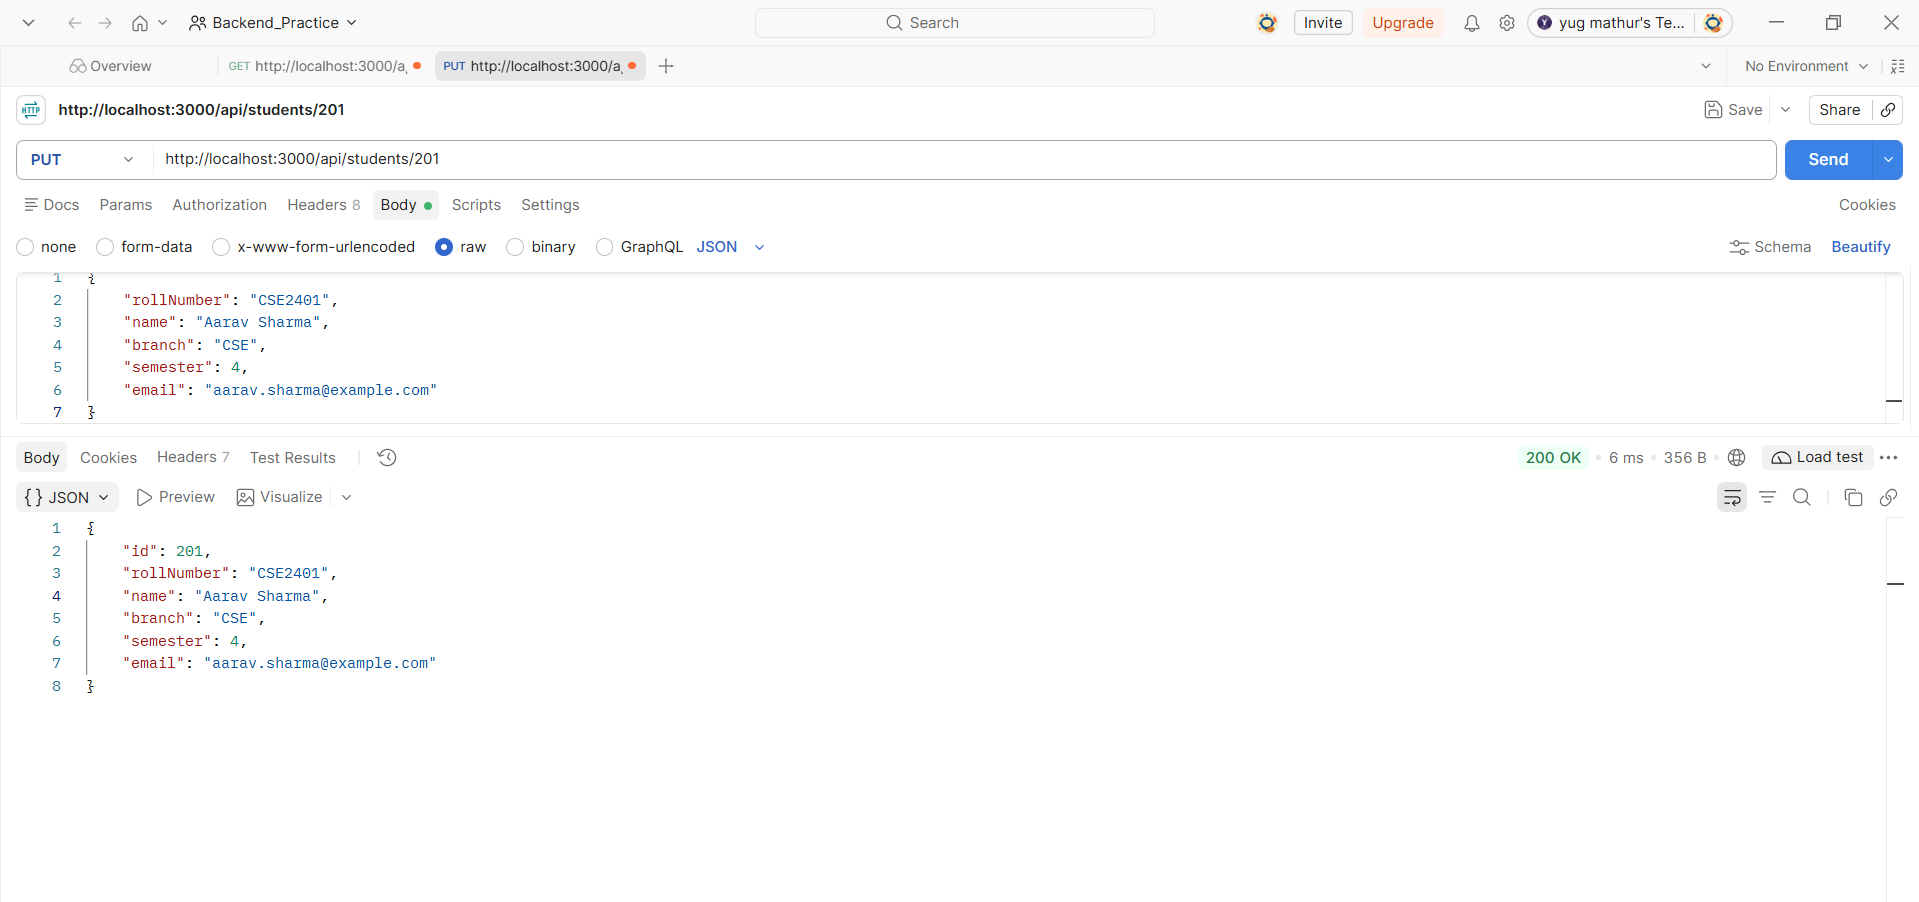 Backend_Practice
Search
Invite
Upgrade
Y
yug mathur's Te...
Overview
GET http://localhost:3000/a
PUT http://localhost:3000/a
No Environment
HTTP
http://localhost:3000/api/students/201
Save
Share
PUT
http://localhost:3000/api/students/201
Send
Docs
Params
Authorization
Headers 8
Body
Scripts
Settings
Cookies
none
form-data
x-www-form-urlencoded
raw
binary
GraphQL
JSON
Schema
Beautify
1 {
2 "rollNumber": "CSE2401",
3 "name": "Aarav Sharma",
4 "branch": "CSE",
5 "semester": 4,
6 "email": "aarav.sharma@example.com"
7 }
Body
Cookies
Headers 7
Test Results
200 OK
6 ms
356 B
Load test
{} JSON
Preview
Visualize
1 {
2 "id": 201,
3 "rollNumber": "CSE2401",
4 "name": "Aarav Sharma",
5 "branch": "CSE",
6 "semester": 4,
7 "email": "aarav.sharma@example.com"
8 }